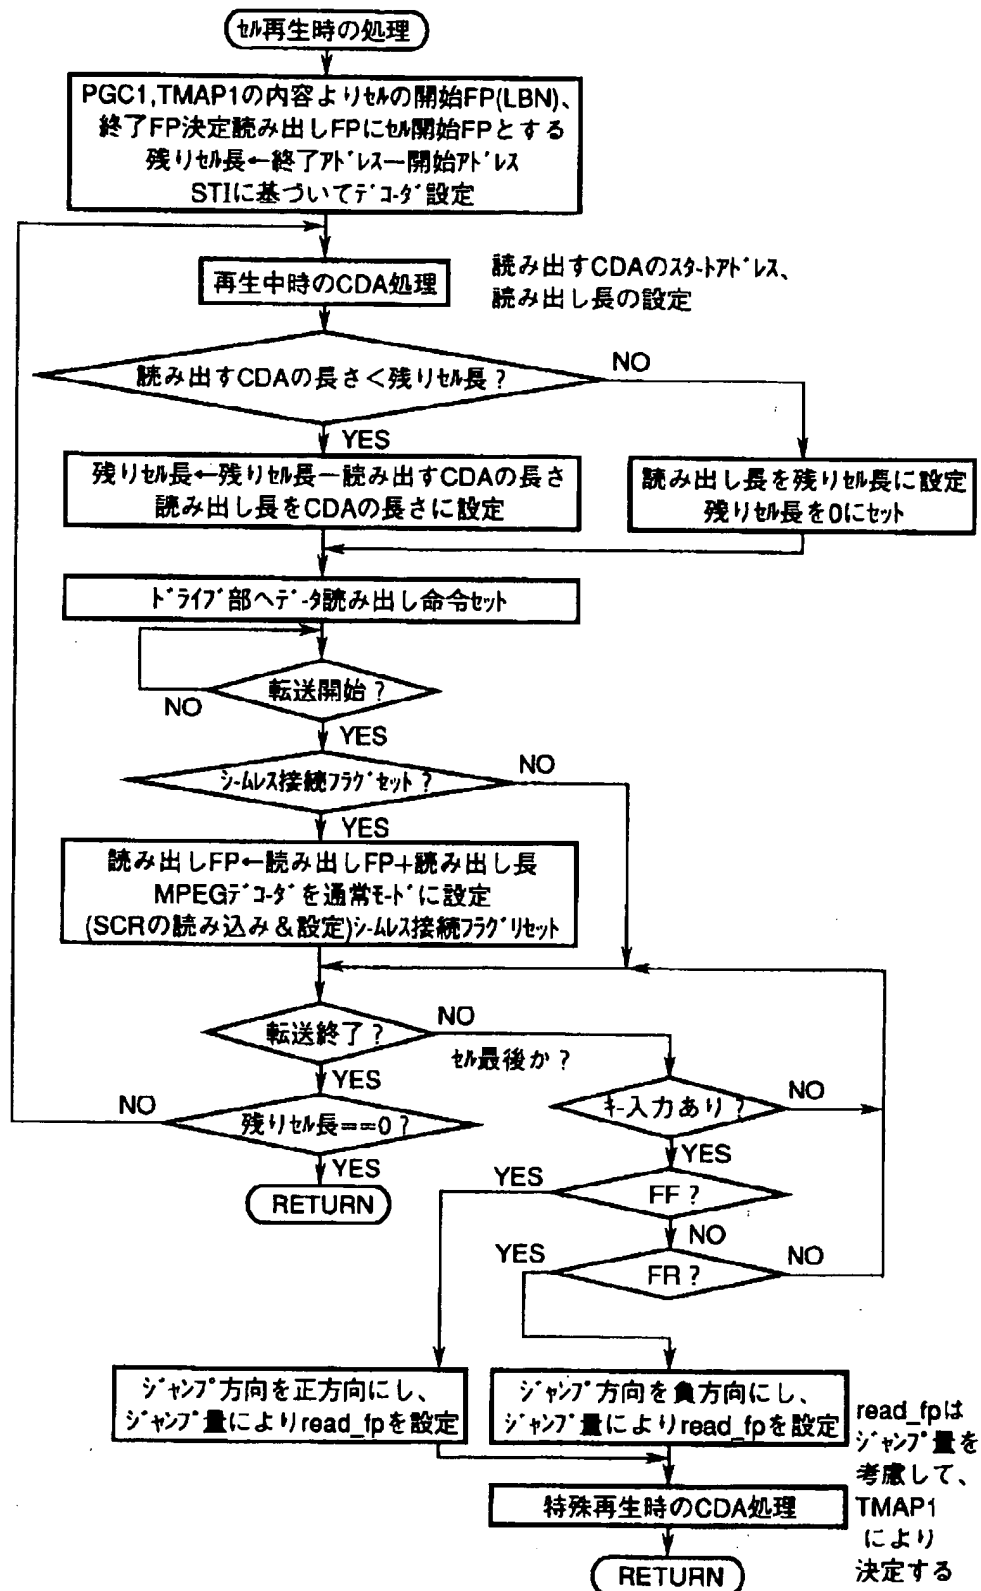 ｾﾙ再生時の処理
PGC1,TMAP1の内容よりｾﾙの開始FP(LBN)、
終了FP決定読み出しFPにｾﾙ開始FPとする
残りｾﾙ長←終了ｱﾄﾞﾚｽー開始ｱﾄﾞﾚｽ
STIに基づいてﾃﾞｺｰﾀﾞ設定
再生中時のCDA処理
読み出すCDAのｽﾀｰﾄｱﾄﾞﾚｽ、
読み出し長の設定
読み出すCDAの長さ＜残りｾﾙ長？
NO
YES
残りｾﾙ長←残りｾﾙ長ー読み出すCDAの長さ
読み出し長をCDAの長さに設定
読み出し長を残りｾﾙ長に設定
残りｾﾙ長を0にｾｯﾄ
ﾄﾞﾗｲﾌﾞ部へﾃﾞｰﾀ読み出し命令ｾｯﾄ
転送開始？
NO
YES
ｼｰﾑﾚｽ接続ﾌﾗｸﾞｾｯﾄ？
NO
YES
読み出しFP←読み出しFP+読み出し長
MPEGﾃﾞｺｰﾀﾞを通常ﾓｰﾄﾞに設定
(SCRの読み込み＆設定)ｼｰﾑﾚｽ接続ﾌﾗｸﾞﾘｾｯﾄ
転送終了？
NO
ｾﾙ最後か？
YES
NO
残りｾﾙ長==0？
YES
RETURN
ｷｰ入力あり？
NO
YES
YES
FF？
NO
YES
FR？
NO
ｼﾞｬﾝﾌﾟ方向を正方向にし、
ｼﾞｬﾝﾌﾟ量によりread_fpを設定
ｼﾞｬﾝﾌﾟ方向を負方向にし、
ｼﾞｬﾝﾌﾟ量によりread_fpを設定
read_fpは
ｼﾞｬﾝﾌﾟ量を
考慮して、
TMAP1
により
決定する
特殊再生時のCDA処理
RETURN